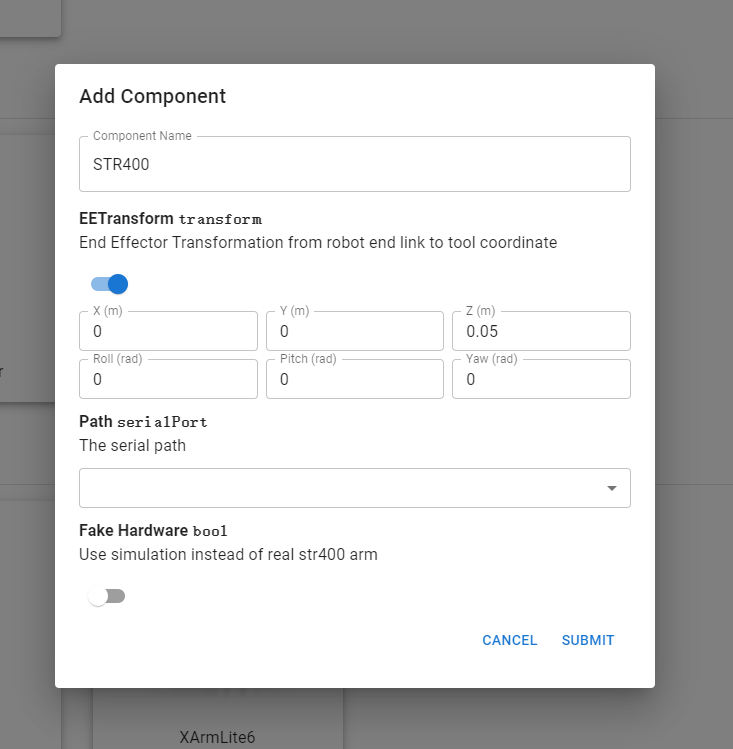 Add Component
Component Name
STR400
EETransform transform
End Effector Transformation from robot end link to tool coordinate
X (m) Y (m) Z (m)
0 0 0.05
Roll (rad) Pitch (rad) Yaw (rad)
0 0 0
r
Path serialPort
The serial path
Fake Hardware bool
Use simulation instead of real str400 arm
CANCEL SUBMIT
XArmLite6